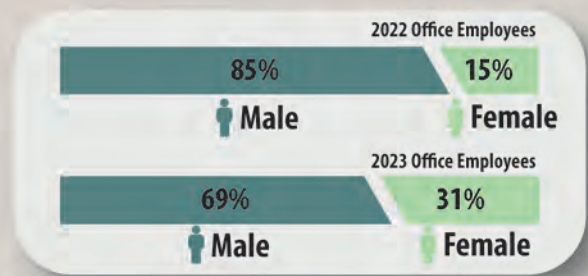 2022 Office Employees
85% 15%
Male Female
2023 Office Employees
69% 31%
Male Female